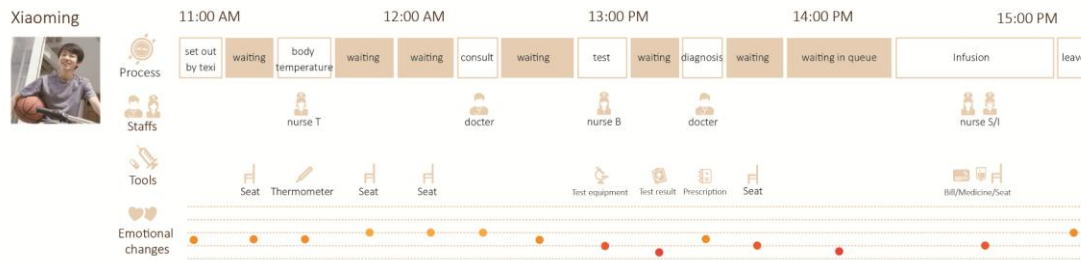 Xiaoming
11:00 AM 12:00 AM 13:00 PM 14:00 PM 15:00 PM
Process
set out by texi
waiting
body temperature
waiting
waiting
consult
waiting
test
waiting
diagnosis
waiting
waiting in queue
Infusion
leave
Staffs
nurse T
docter
nurse B
docter
nurse S/I
Tools
Seat
Thermometer
Seat
Seat
Test equipment
Test result
Prescription
Seat
Bill/Medicine/Seat
Emotional
changes